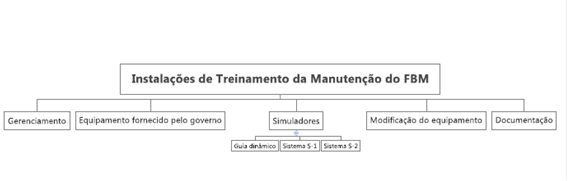 Instalações de Treinamento da Manutenção do FBM
Gerenciamento
Equipamento fornecido pelo governo
Simuladores
Modificação do equipamento
Documentação
Guia dinâmico
Sistema S-1
Sistema S-2